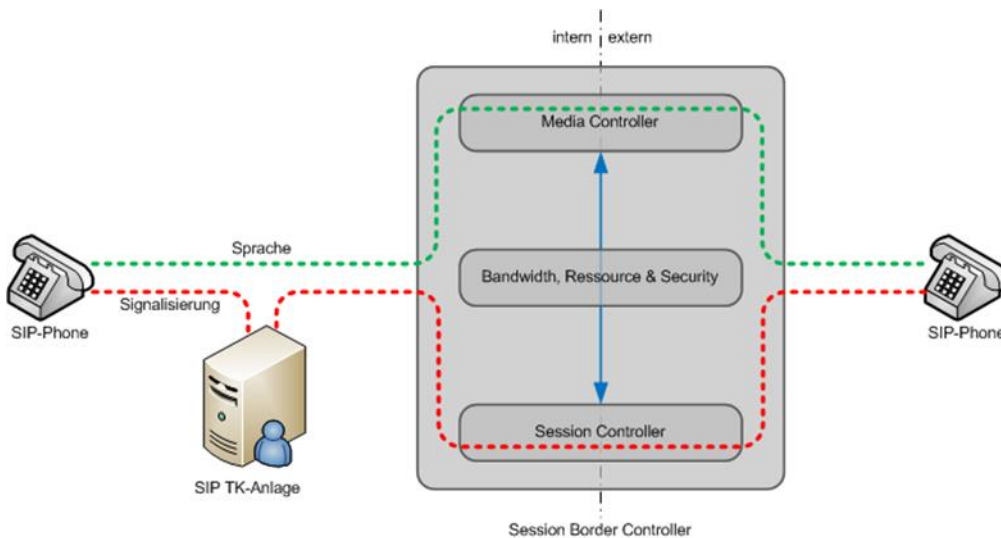 intern extern
Media Controller
Sprache
Bandwidth, Ressource & Security
Signalisierung
SIP-Phone
SIP-Phone
Session Controller
SIP TK-Anlage
Session Border Controller